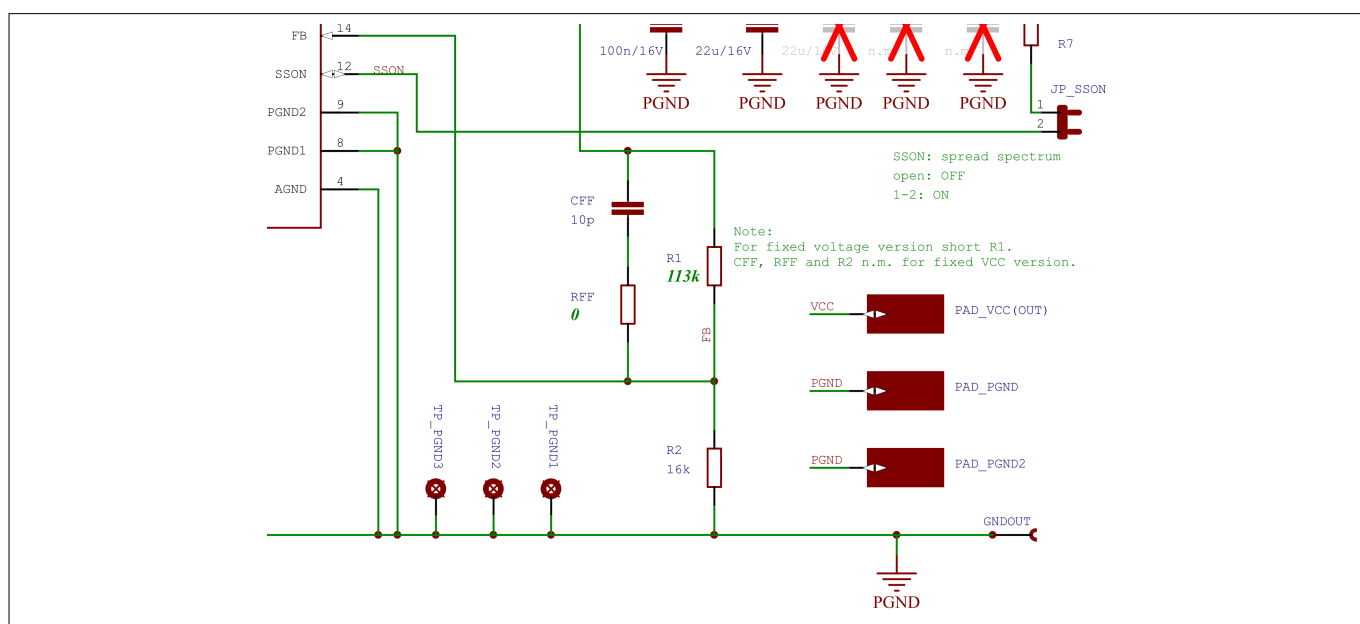 14
FB
100n/16V
22u/16V
22u/16V
n.m
n.m
R7
12
SSON
SSON
JP_SSON
PGND
PGND
PGND
PGND
PGND
9
PGND2
1
2
8
PGND1
SSON: spread spectrum
open: OFF
1-2: ON
4
AGND
CFF
10p
Note:
For fixed voltage version short R1.
CFF, RFF and R2 n.m. for fixed VCC version.
R1
113k
RFF
0
VCC
PAD_VCC(OUT)
FB
PGND
PAD_PGND
TP_PGND3
TP_PGND2
TP_PGND1
R2
16k
PGND
PAD_PGND2
GNDOUT
PGND